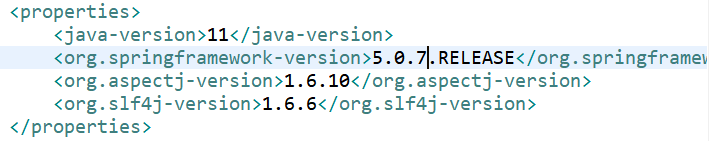 <properties>
<java-version>11</java-version>
<org.springframework-version>5.0.7.RELEASE</org.springframew
<org.aspectj-version>1.6.10</org.aspectj-version>
<org.slf4j-version>1.6.6</org.slf4j-version>
</properties>